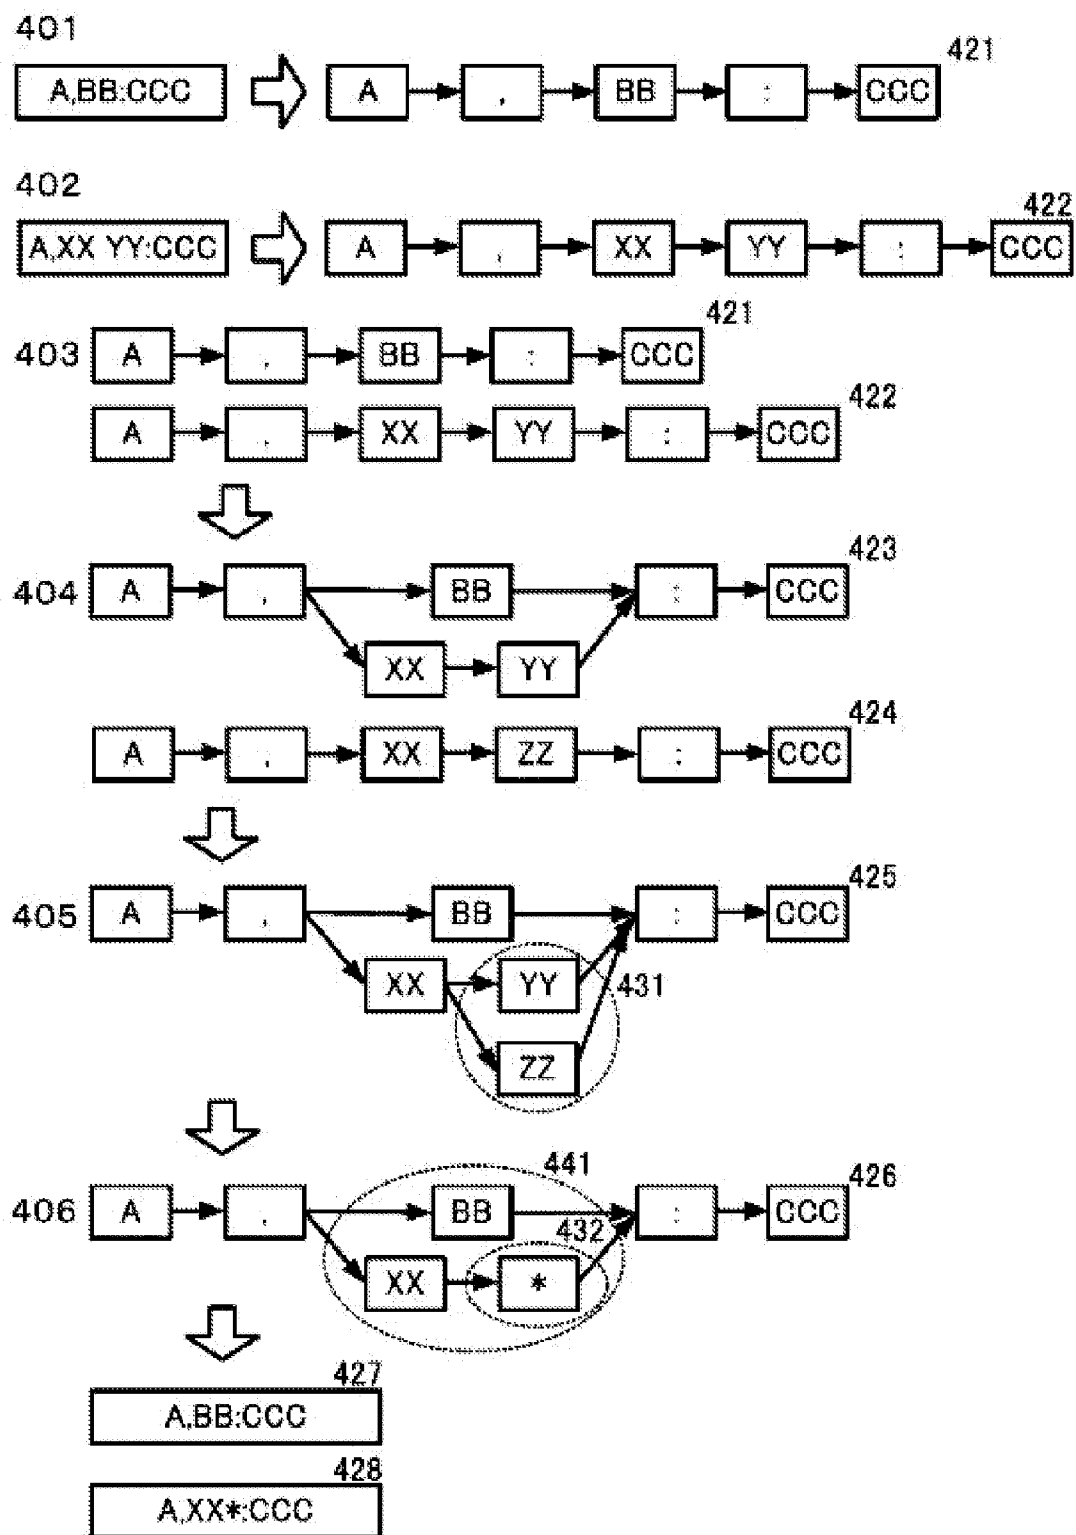 401
421
A,BB:CCC A , BB : CCC
402
422
A,XX YY:CCC A , XX YY : CCC
421
403 A , BB : CCC
422
A , XX YY : CCC
423
404 A , BB : CCC
XX YY
424
A , XX ZZ : CCC
425
405 A , BB : CCC
XX YY 431
ZZ
441 426
406 A , BB : CCC
432
XX *
427
A,BB:CCC
428
A,XX*:CCC